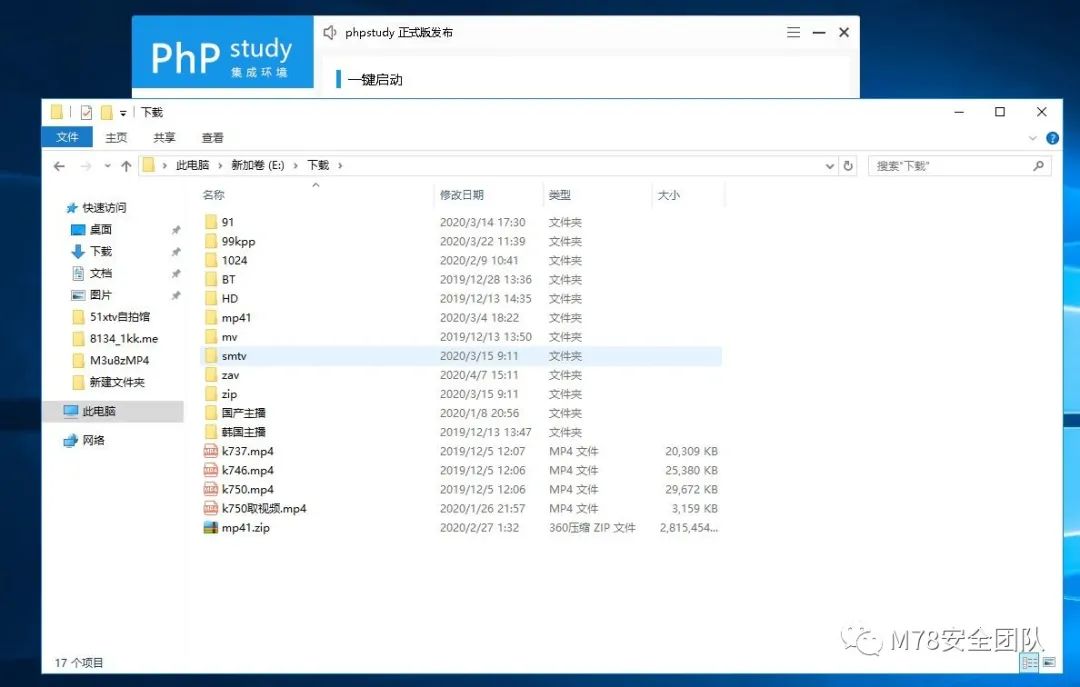 PhP study
集成环境
phpstudy 正式版发布
一键启动
下载
文件 主页 共享 查看
此电脑 > 新加卷 (E:) > 下载 >
搜索"下载"
名称 修改日期 类型 大小
快速访问
桌面
下载
文档
图片
51xtv自拍馆
8134_1kk.me
M3u8zMP4
新建文件夹
此电脑
网络
91 2020/3/14 17:30 文件夹
99kpp 2020/3/22 11:39 文件夹
1024 2020/2/9 10:41 文件夹
BT 2019/12/28 13:36 文件夹
HD 2019/12/13 14:35 文件夹
mp41 2020/3/4 18:22 文件夹
mv 2019/12/13 13:50 文件夹
smtv 2020/3/15 9:11 文件夹
zav 2020/4/7 15:11 文件夹
zip 2020/3/15 9:11 文件夹
国产主播 2020/1/8 20:56 文件夹
韩国主播 2019/12/13 13:47 文件夹
k737.mp4 2019/12/5 12:07 MP4 文件 20,309 KB
k746.mp4 2019/12/5 12:06 MP4 文件 25,380 KB
k750.mp4 2019/12/5 12:06 MP4 文件 29,672 KB
k750取视频.mp4 2020/1/26 21:57 MP4 文件 3,159 KB
mp41.zip 2020/2/27 1:32 360压缩 ZIP 文件 2,815,454...
M78安全团队
17 个项目